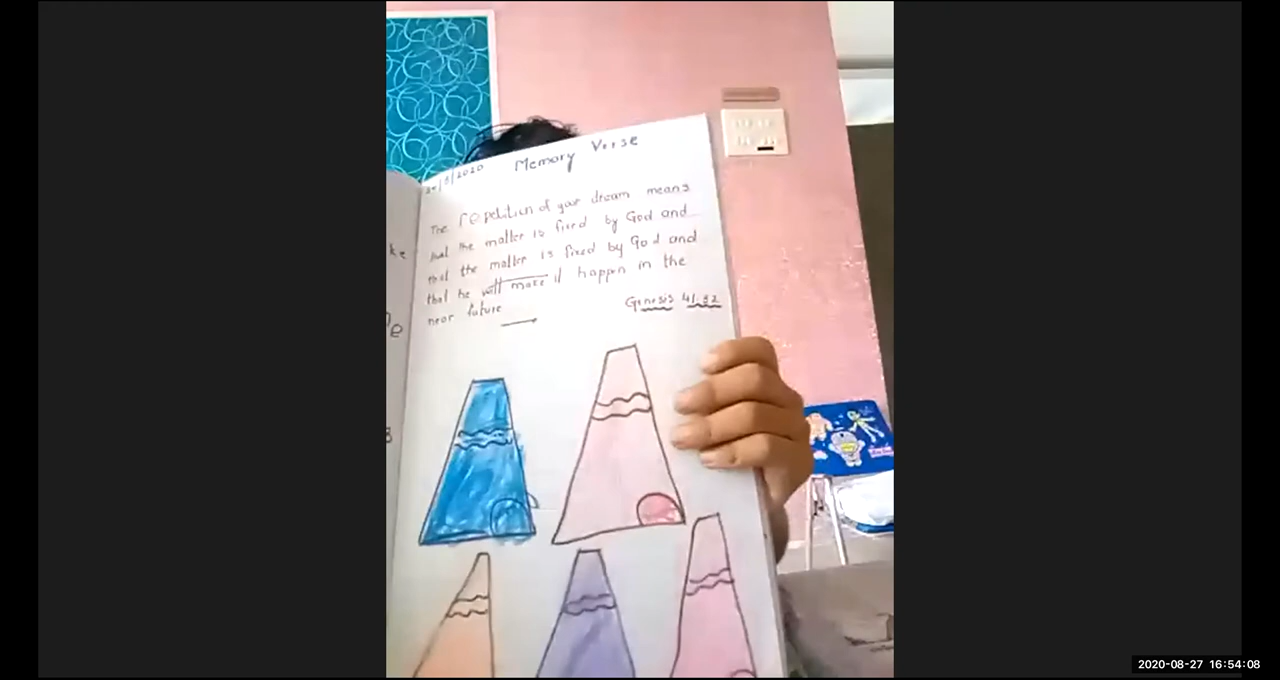 Memory Verse
The repetition of your dream means
that the matter is fixed by God and
that the matter is fixed by God and
that he will make it happen in the
near future
Genesis 41:32
2020-08-27 16:54:08